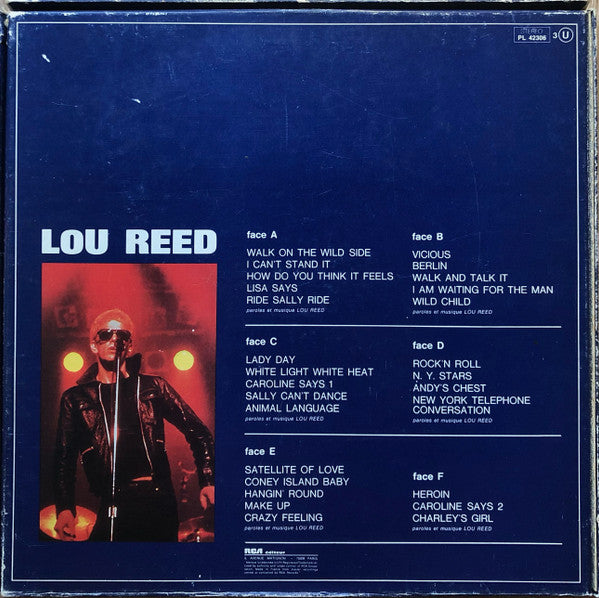 STEREO
PL 42306
3 U
LOU REED
face A
WALK ON THE WILD SIDE
I CAN'T STAND IT
HOW DO YOU THINK IT FEELS
LISA SAYS
RIDE SALLY RIDE
paroles et musique LOU REED
face B
VICIOUS
BERLIN
WALK AND TALK IT
I AM WAITING FOR THE MAN
WILD CHILD
paroles et musique LOU REED
face C
LADY DAY
WHITE LIGHT WHITE HEAT
CAROLINE SAYS 1
SALLY CAN'T DANCE
ANIMAL LANGUAGE
paroles et musique LOU REED
face D
ROCK'N ROLL
N. Y. STARS
ANDY'S CHEST
NEW YORK TELEPHONE
CONVERSATION
paroles et musique LOU REED
face E
SATELLITE OF LOVE
CONEY ISLAND BABY
HANGIN' ROUND
MAKE UP
CRAZY FEELING
paroles et musique LOU REED
face F
HEROIN
CAROLINE SAYS 2
CHARLEY'S GIRL
paroles et musique LOU REED
RCA éditeur
9, AVENUE MATIGNON - 75008 PARIS